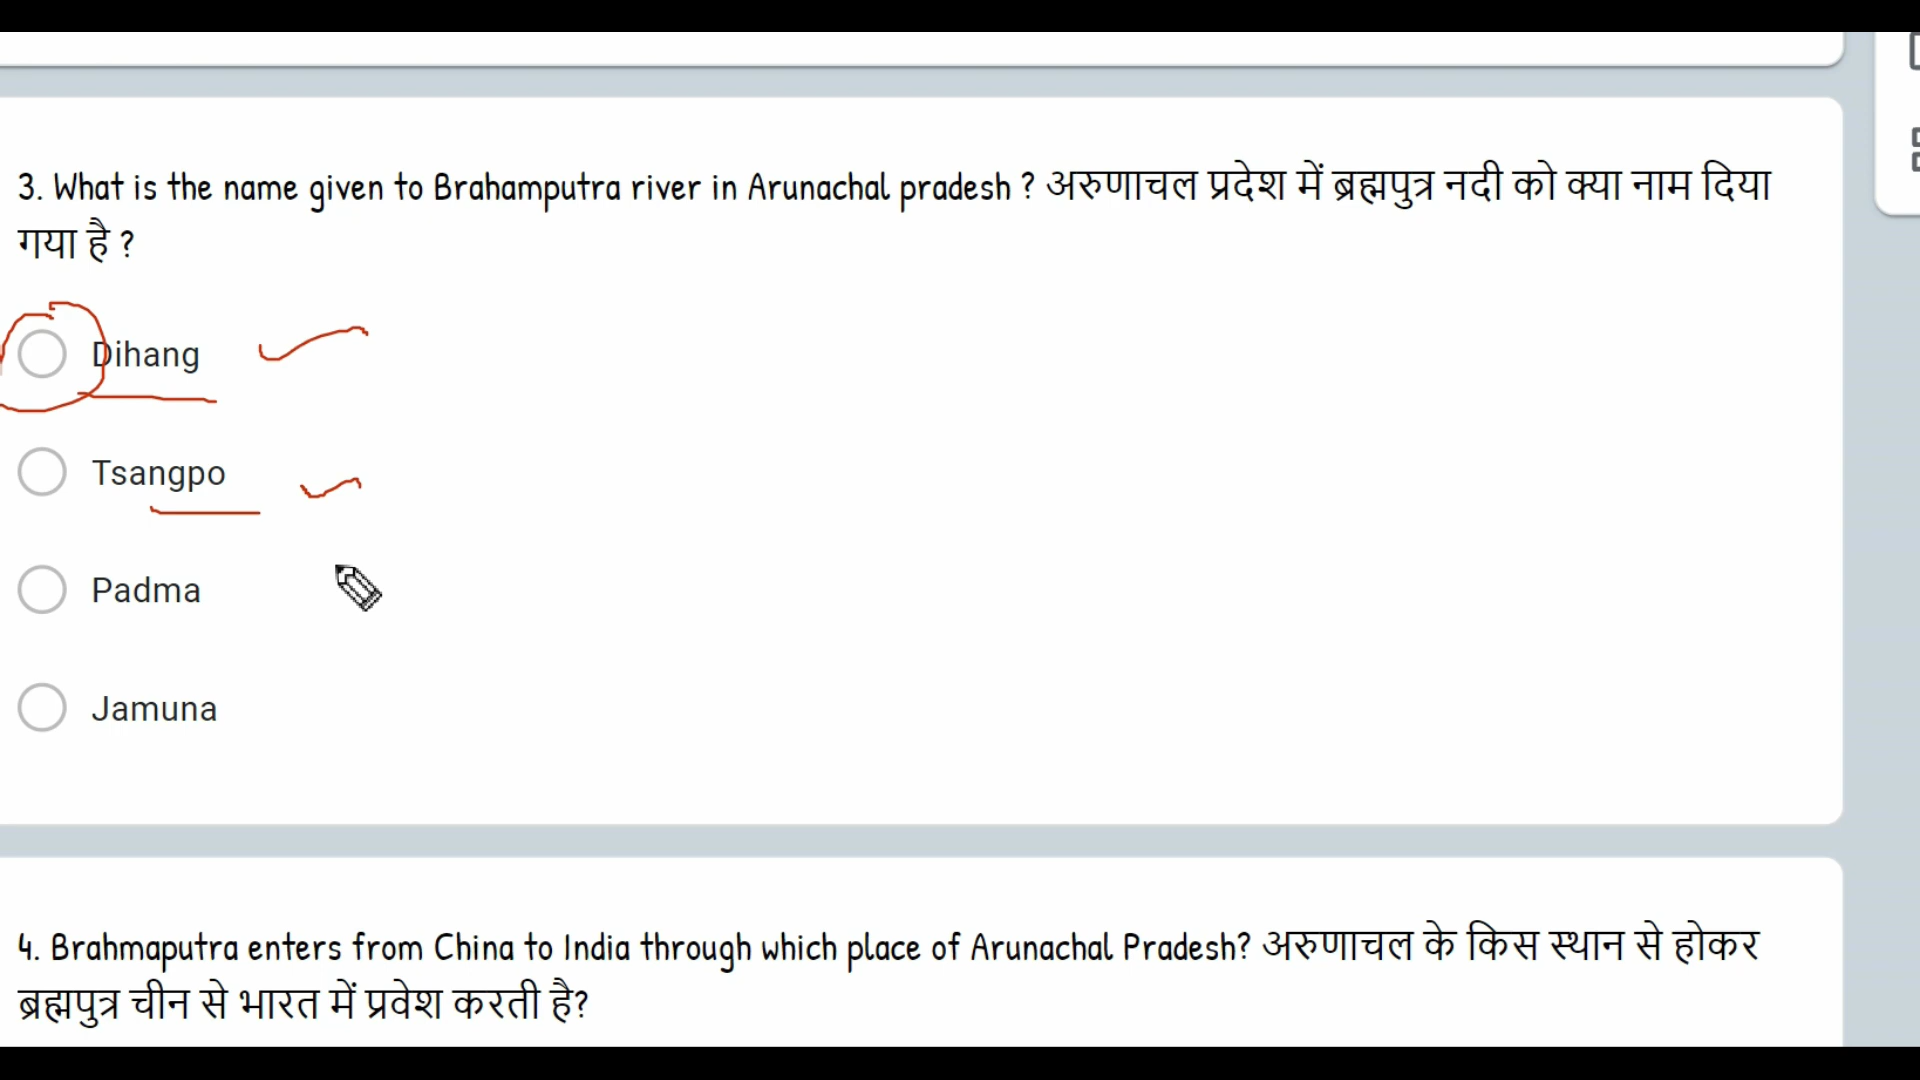 3. What is the name given to Brahamputra river in Arunachal pradesh ? अरुणाचल प्रदेश में ब्रह्मपुत्र नदी को क्या नाम दिया
गया है ?
Dihang
Tsangpo
Padma
Jamuna
4. Brahmaputra enters from China to India through which place of Arunachal Pradesh? अरुणाचल के किस स्थान से होकर
ब्रह्मपुत्र चीन से भारत में प्रवेश करती है?